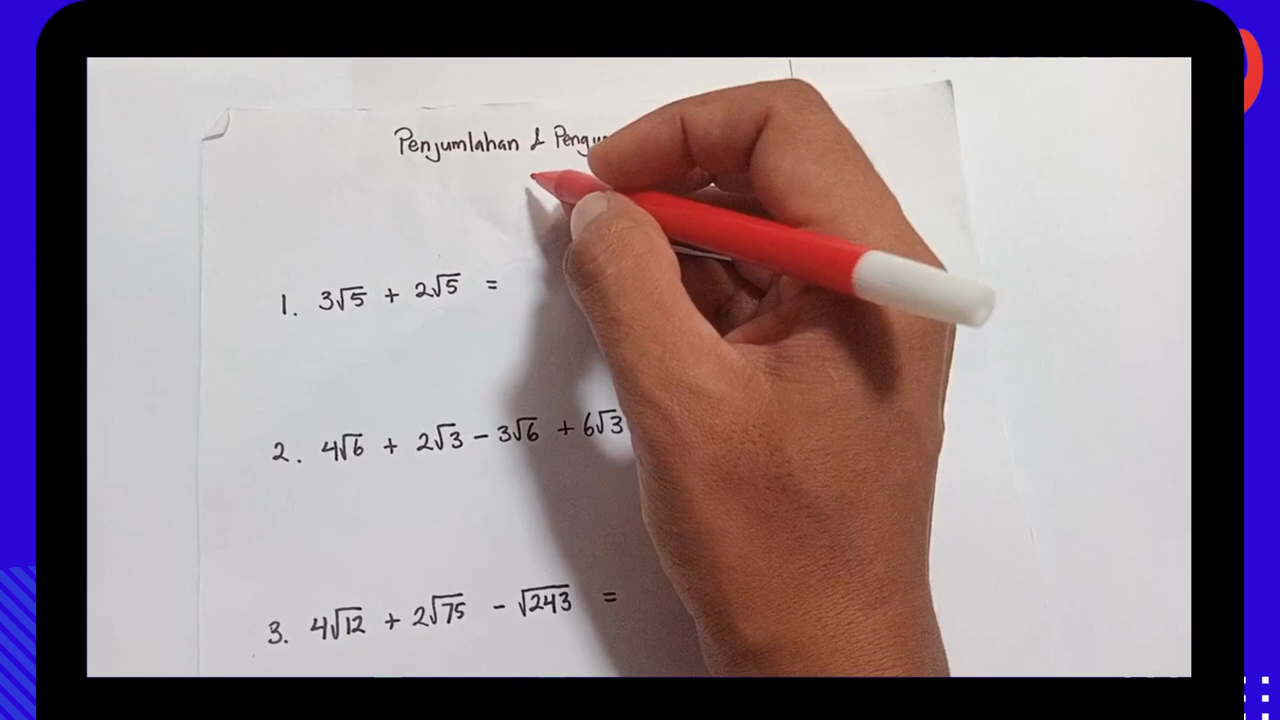 Penjumlahan &
1. 3√5 + 2√5 =
2. 4√6 + 2√3 - 3√6 + 6√3
3. 4√12 + 2√75 - √243 =